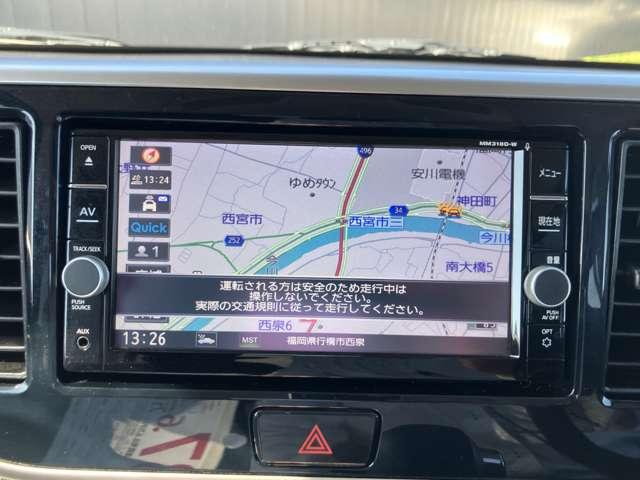 MM318D-W
OPEN
AV
TRACK/SEEK
PUSH
SOURCE
AUX
メニュー
現在地
音量
PUSH
AV OFF
OPT
13:24
Quick
1
496
ゆめタウン
安川電機
神田町
西宮市
34
西宮市三
252
今川
今川
南大橋5
運転される方は安全のため走行中は
操作しないでください。
実際の交通規則に従って走行してください。
西泉6
13:26
MST
福岡県行橋市西泉